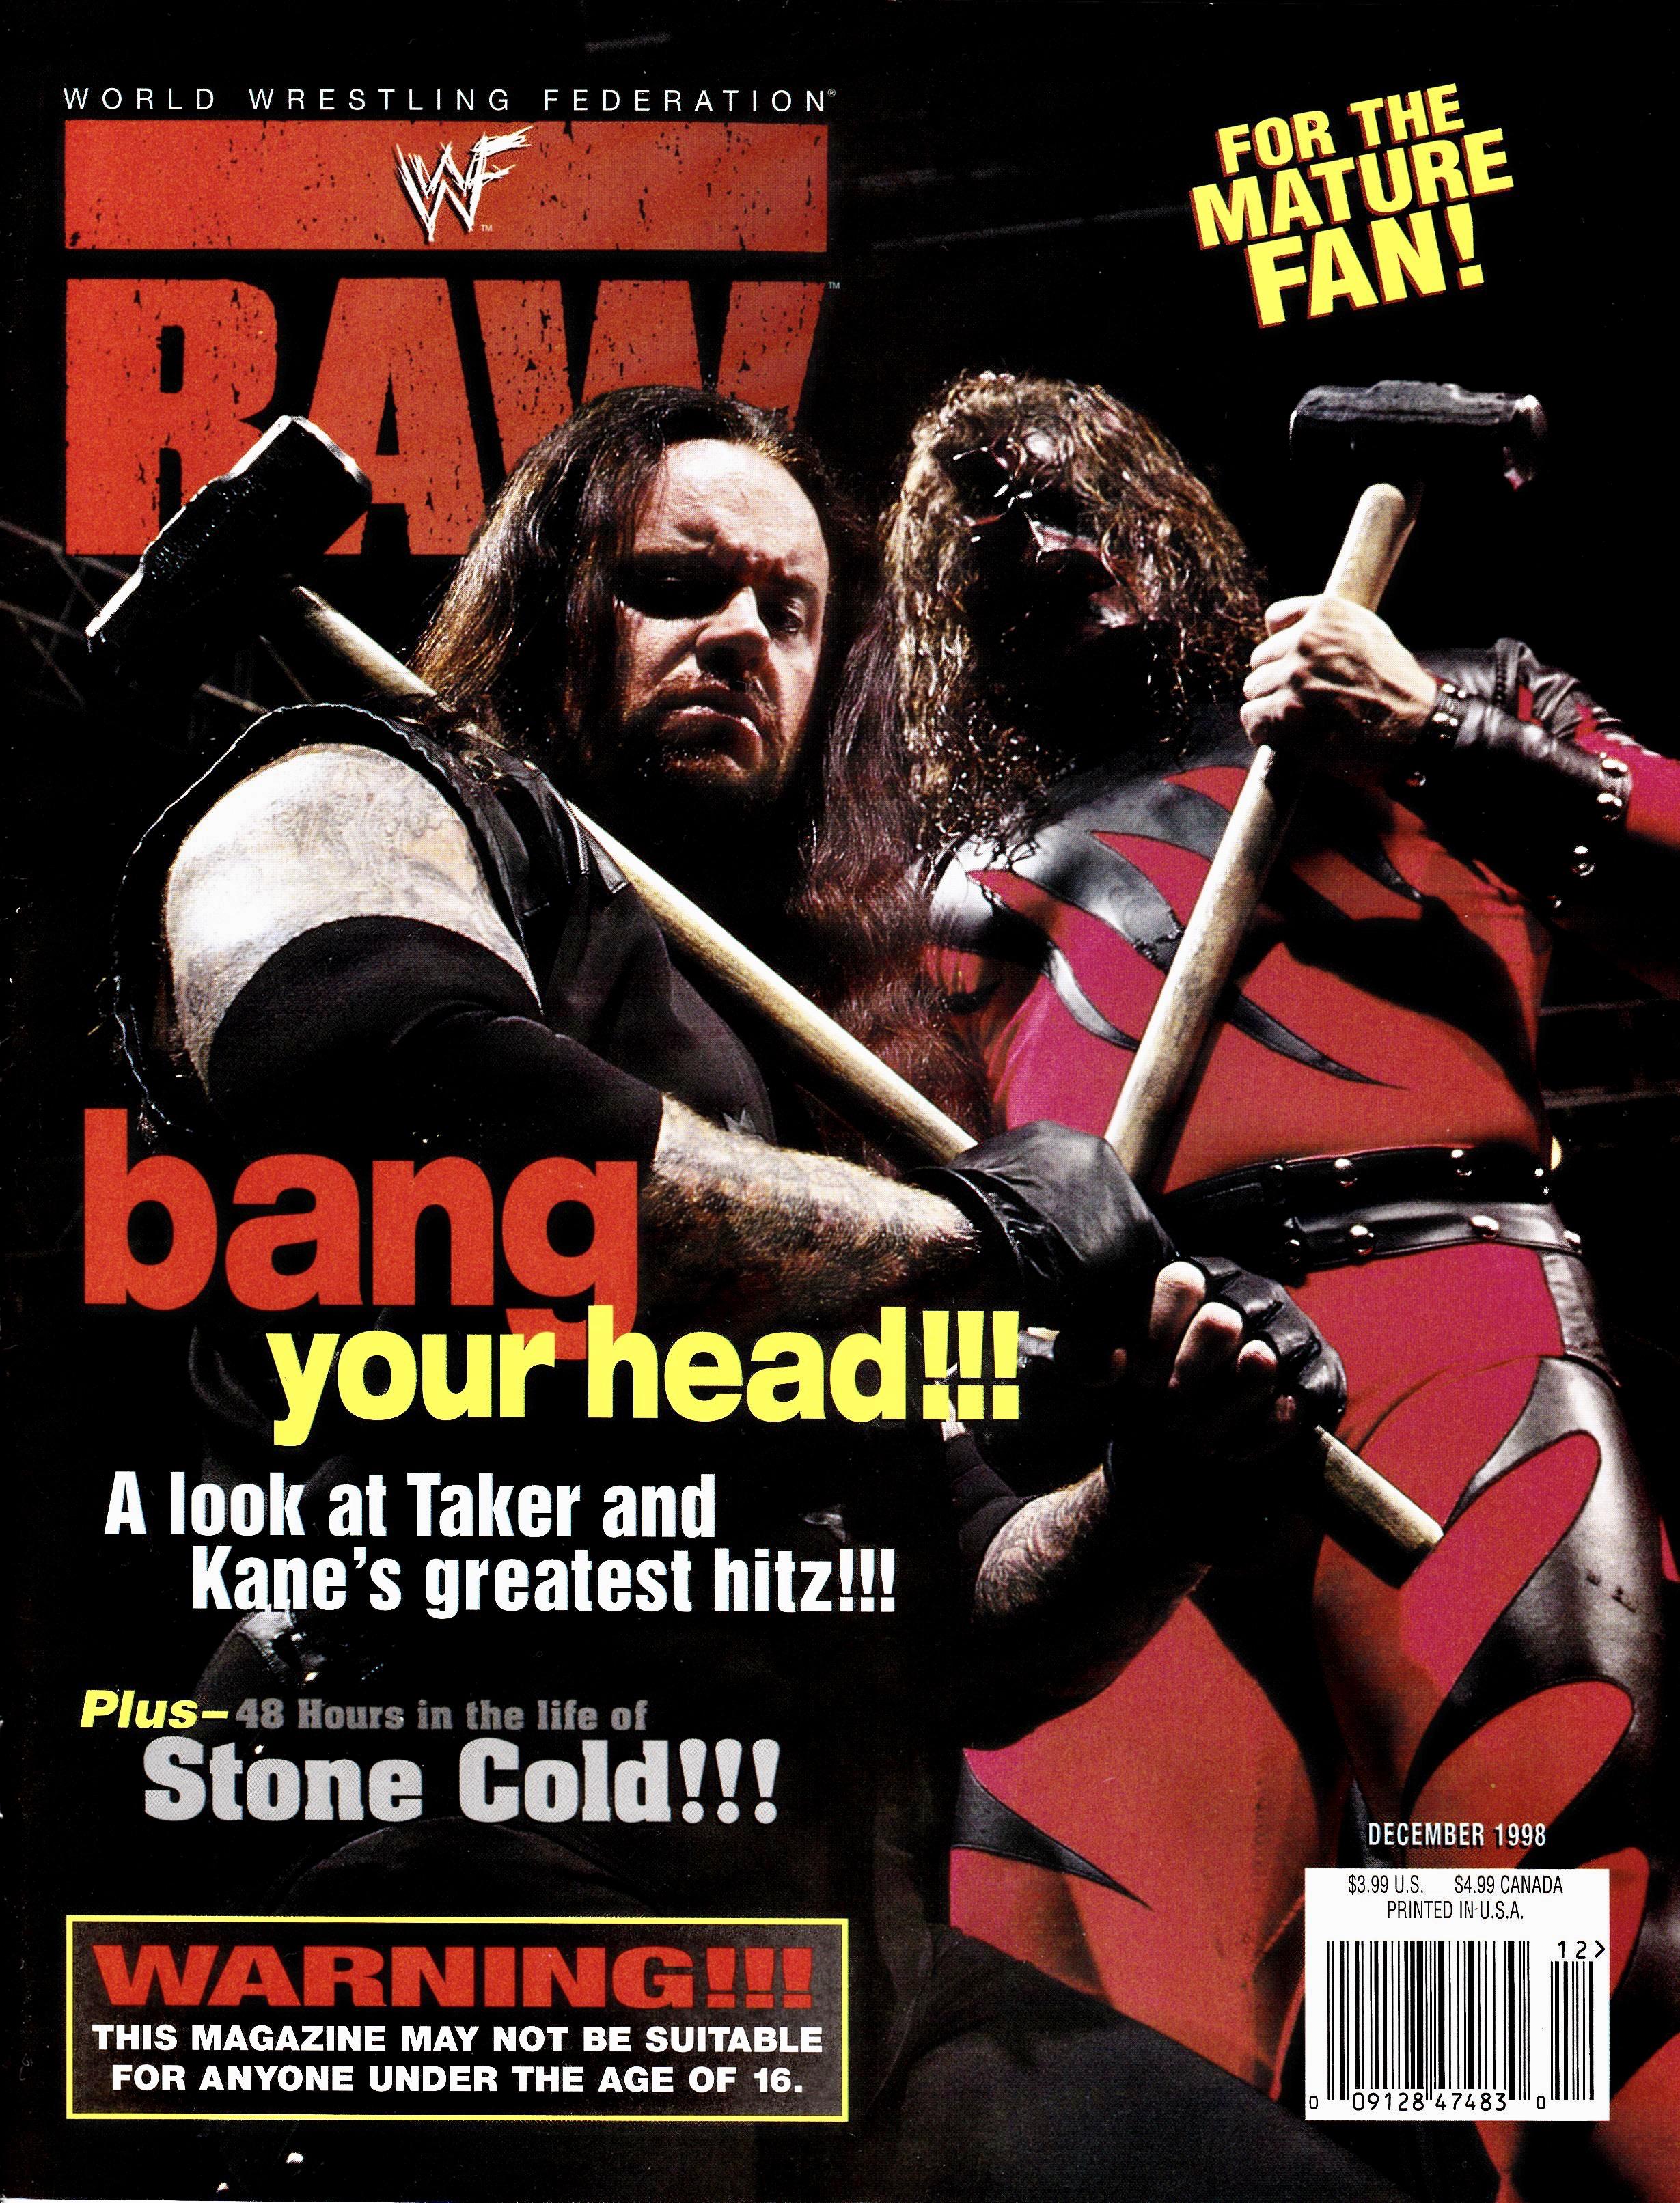 WORLD WRESTLING FEDERATION®
WF™
RAW™
FOR THE
MATURE
FAN!
bang
your head!!!
A look at Taker and
Kane's greatest hitz!!!
Plus–48 Hours in the life of
Stone Cold!!!
WARNING!!!
THIS MAGAZINE MAY NOT BE SUITABLE
FOR ANYONE UNDER THE AGE OF 16.
DECEMBER 1998
$3.99 U.S. $4.99 CANADA
PRINTED IN U.S.A.
12>
0 09128 47483 0